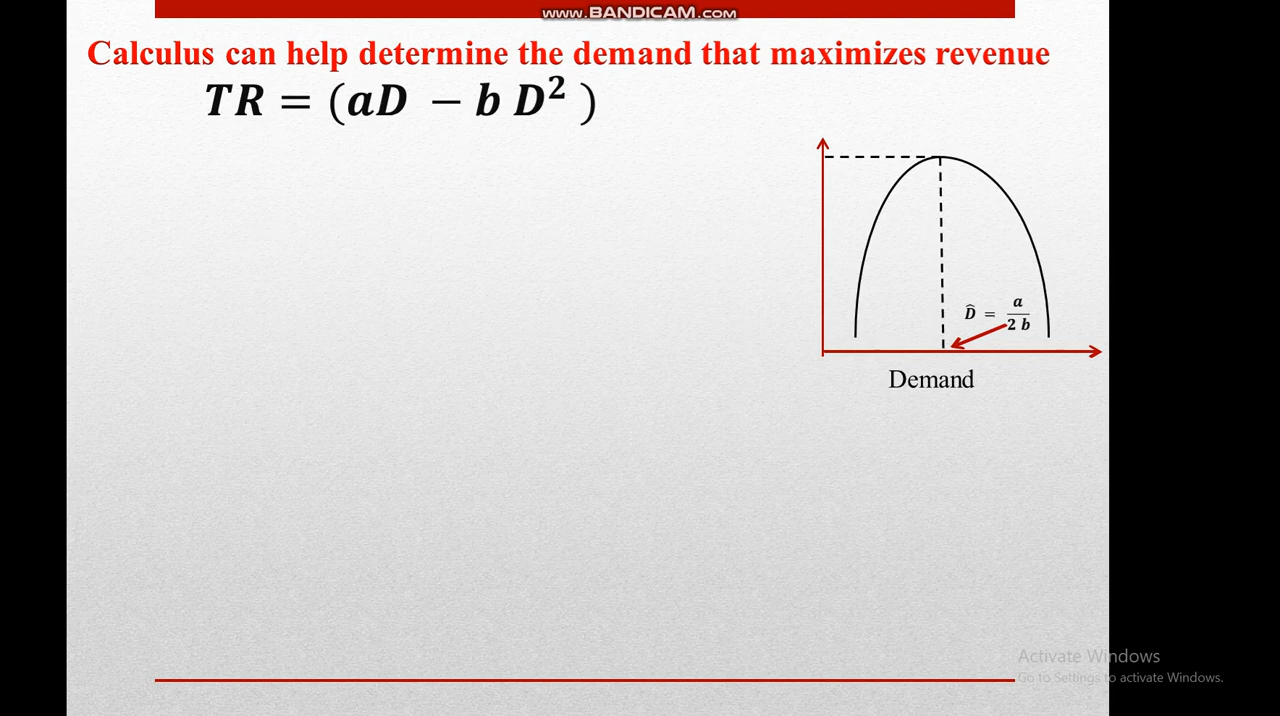 www.BANDICAM.com
Calculus can help determine the demand that maximizes revenue
TR = (aD − b D² )
D̂ = a / 2 b
Demand
Activate Windows
Go to Settings to activate Windows.